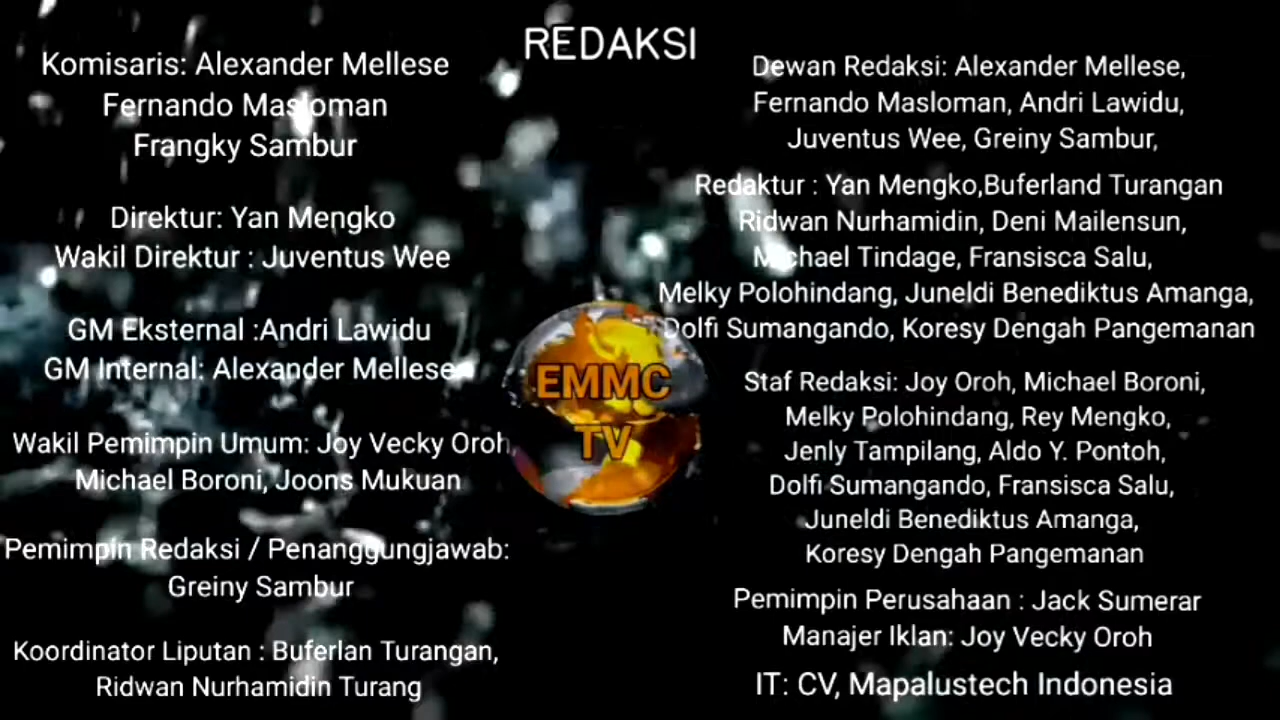 REDAKSI
Komisaris: Alexander Mellese
Fernando Masloman
Frangky Sambur
Direktur: Yan Mengko
Wakil Direktur : Juventus Wee
GM Eksternal :Andri Lawidu
GM Internal: Alexander Mellese
Wakil Pemimpin Umum: Joy Vecky Oroh,
Michael Boroni, Joons Mukuan
Pemimpin Redaksi / Penanggungjawab:
Greiny Sambur
Koordinator Liputan : Buferlan Turangan,
Ridwan Nurhamidin Turang
EMMC
TV
Dewan Redaksi: Alexander Mellese,
Fernando Masloman, Andri Lawidu,
Juventus Wee, Greiny Sambur,
Redaktur : Yan Mengko,Buferland Turangan
Ridwan Nurhamidin, Deni Mailensun,
Michael Tindage, Fransisca Salu,
Melky Polohindang, Juneldi Benediktus Amanga,
Dolfi Sumangando, Koresy Dengah Pangemanan
Staf Redaksi: Joy Oroh, Michael Boroni,
Melky Polohindang, Rey Mengko,
Jenly Tampilang, Aldo Y. Pontoh,
Dolfi Sumangando, Fransisca Salu,
Juneldi Benediktus Amanga,
Koresy Dengah Pangemanan
Pemimpin Perusahaan : Jack Sumerar
Manajer Iklan: Joy Vecky Oroh
IT: CV, Mapalustech Indonesia